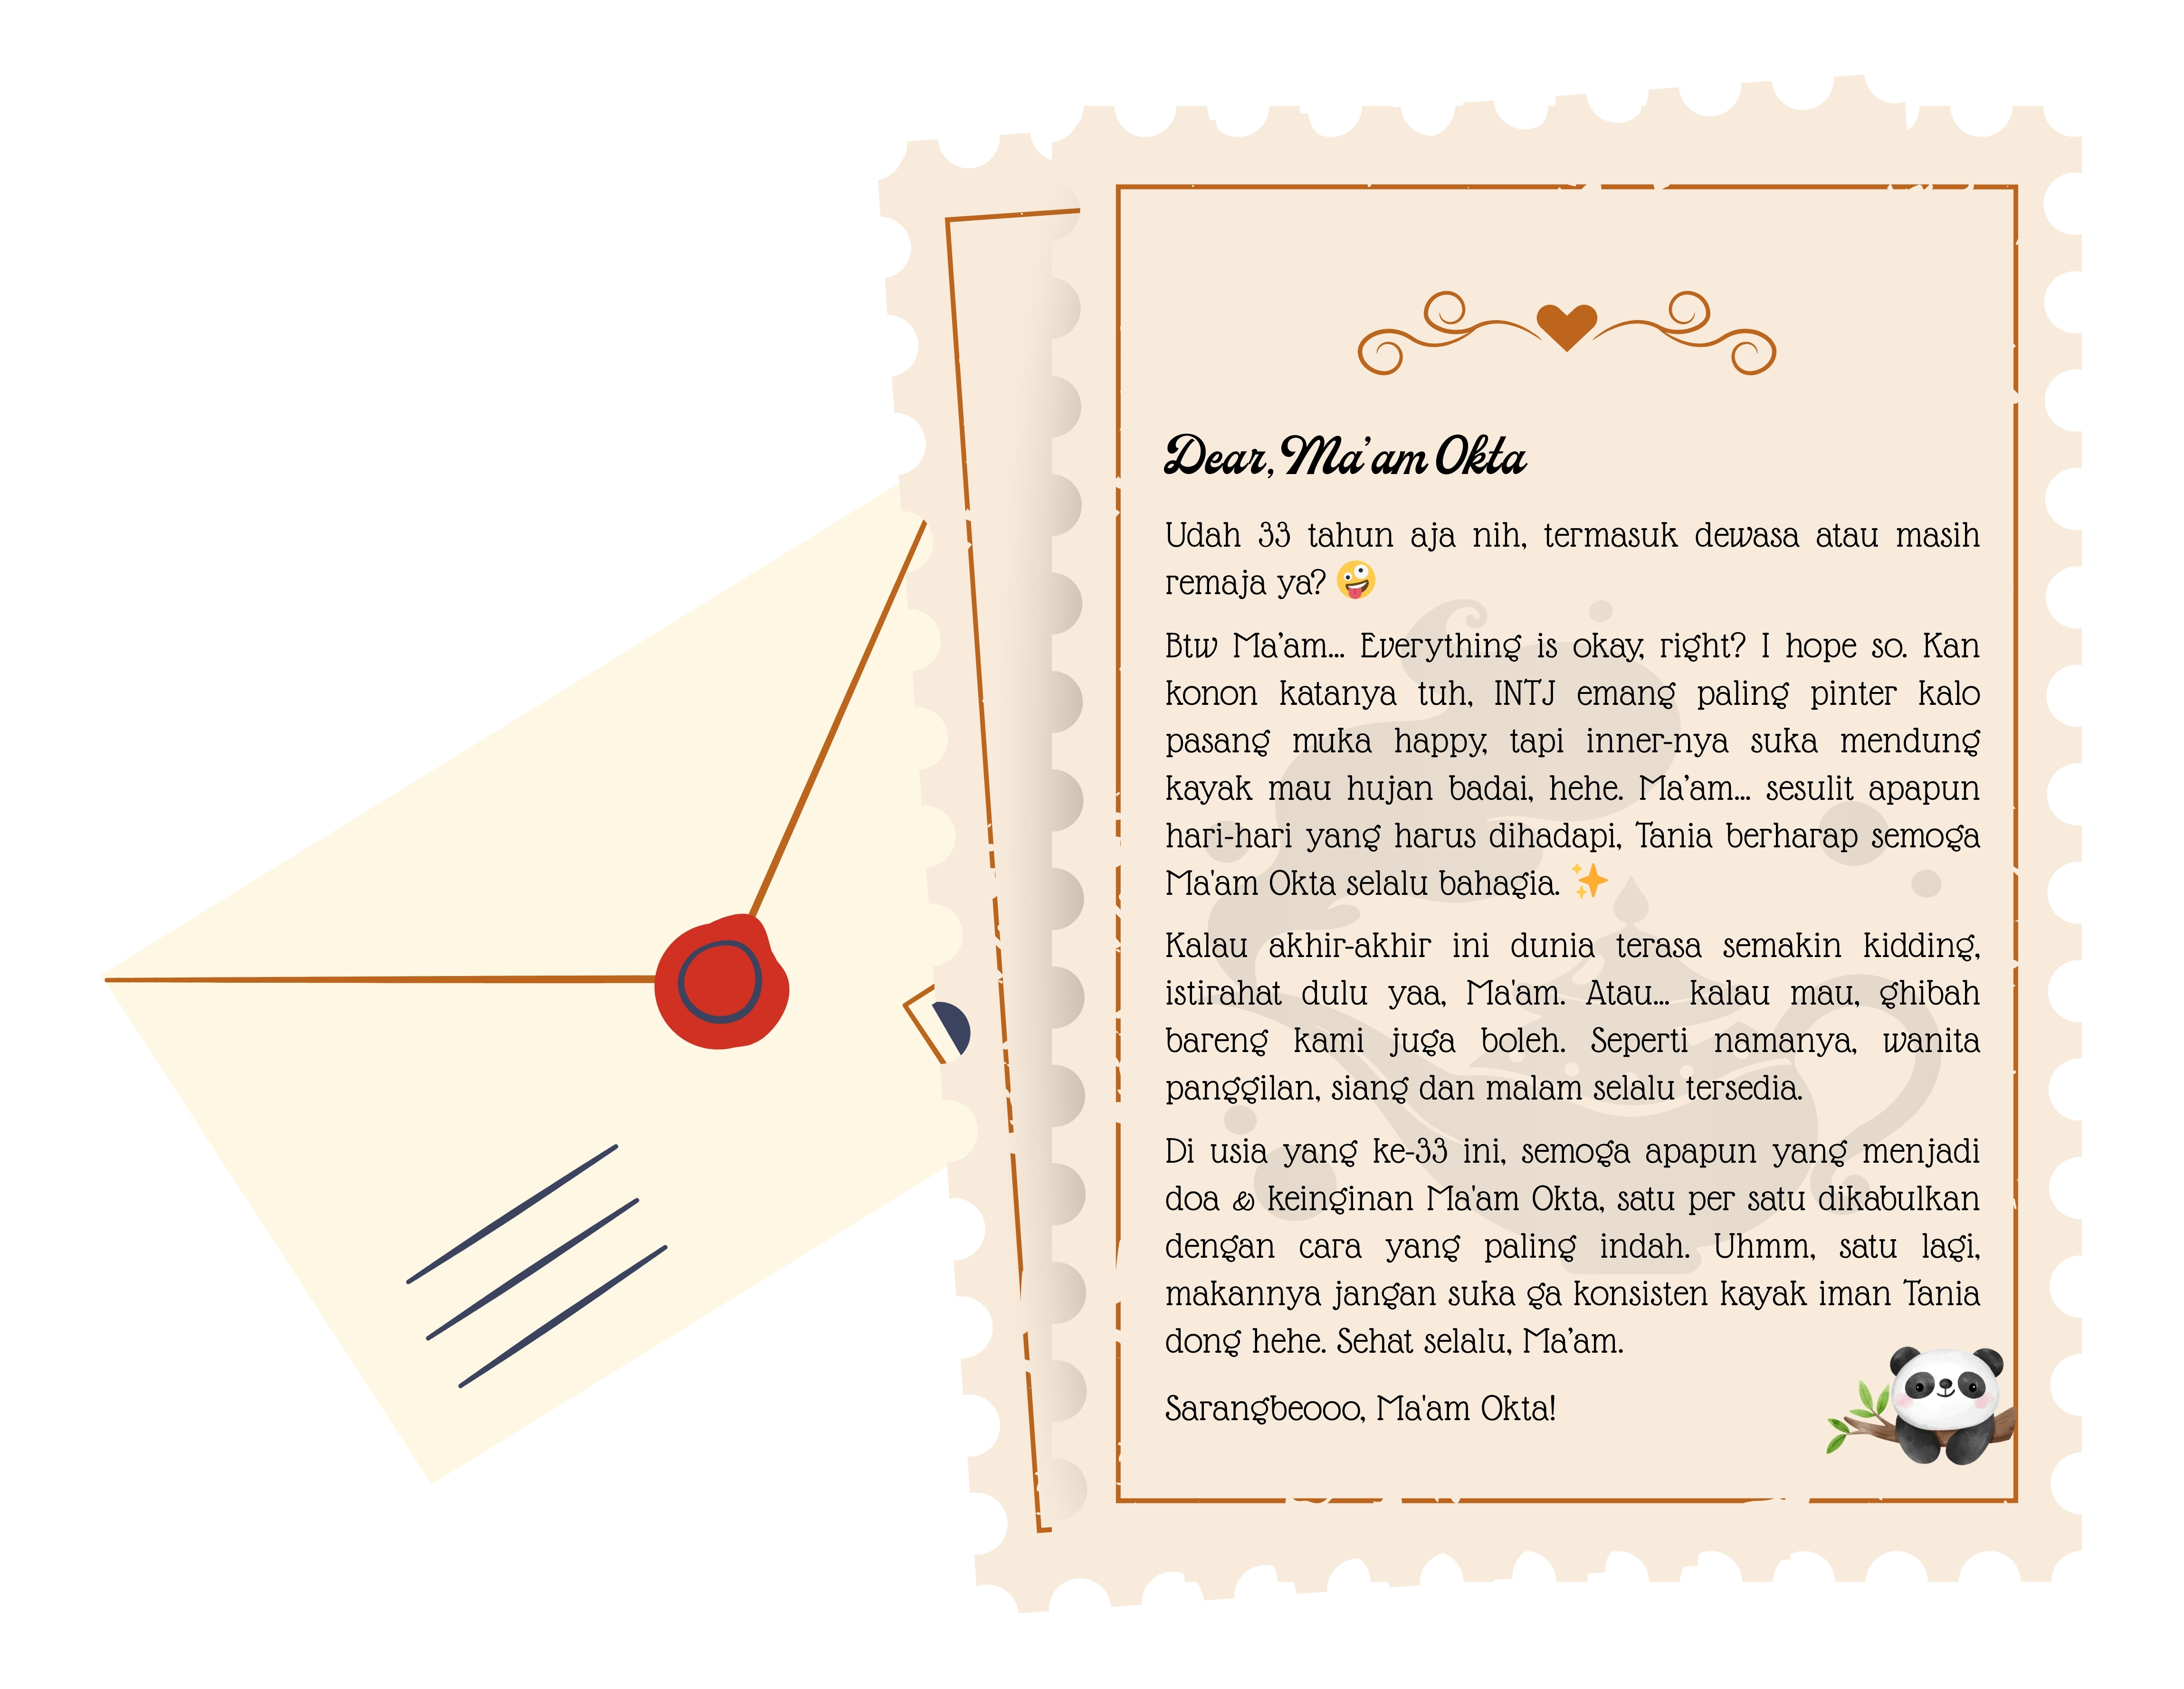 Dear, Ma'am Okta
Udah 33 tahun aja nih, termasuk dewasa atau masih
remaja ya? 🤪
Btw Ma’am... Everything is okay, right? I hope so. Kan
konon katanya tuh, INTJ emang paling pinter kalo
pasang muka happy, tapi inner-nya suka mendung
kayak mau hujan badai, hehe. Ma’am... sesulit apapun
hari-hari yang harus dihadapi, Tania berharap semoga
Ma'am Okta selalu bahagia. ✨
Kalau akhir-akhir ini dunia terasa semakin kidding,
istirahat dulu yaa, Ma'am. Atau... kalau mau, ghibah
bareng kami juga boleh. Seperti namanya, wanita
panggilan, siang dan malam selalu tersedia.
Di usia yang ke-33 ini, semoga apapun yang menjadi
doa & keinginan Ma'am Okta, satu per satu dikabulkan
dengan cara yang paling indah. Uhmm, satu lagi,
makannya jangan suka ga konsisten kayak iman Tania
dong hehe. Sehat selalu, Ma’am.
Sarangbeooo, Ma'am Okta!